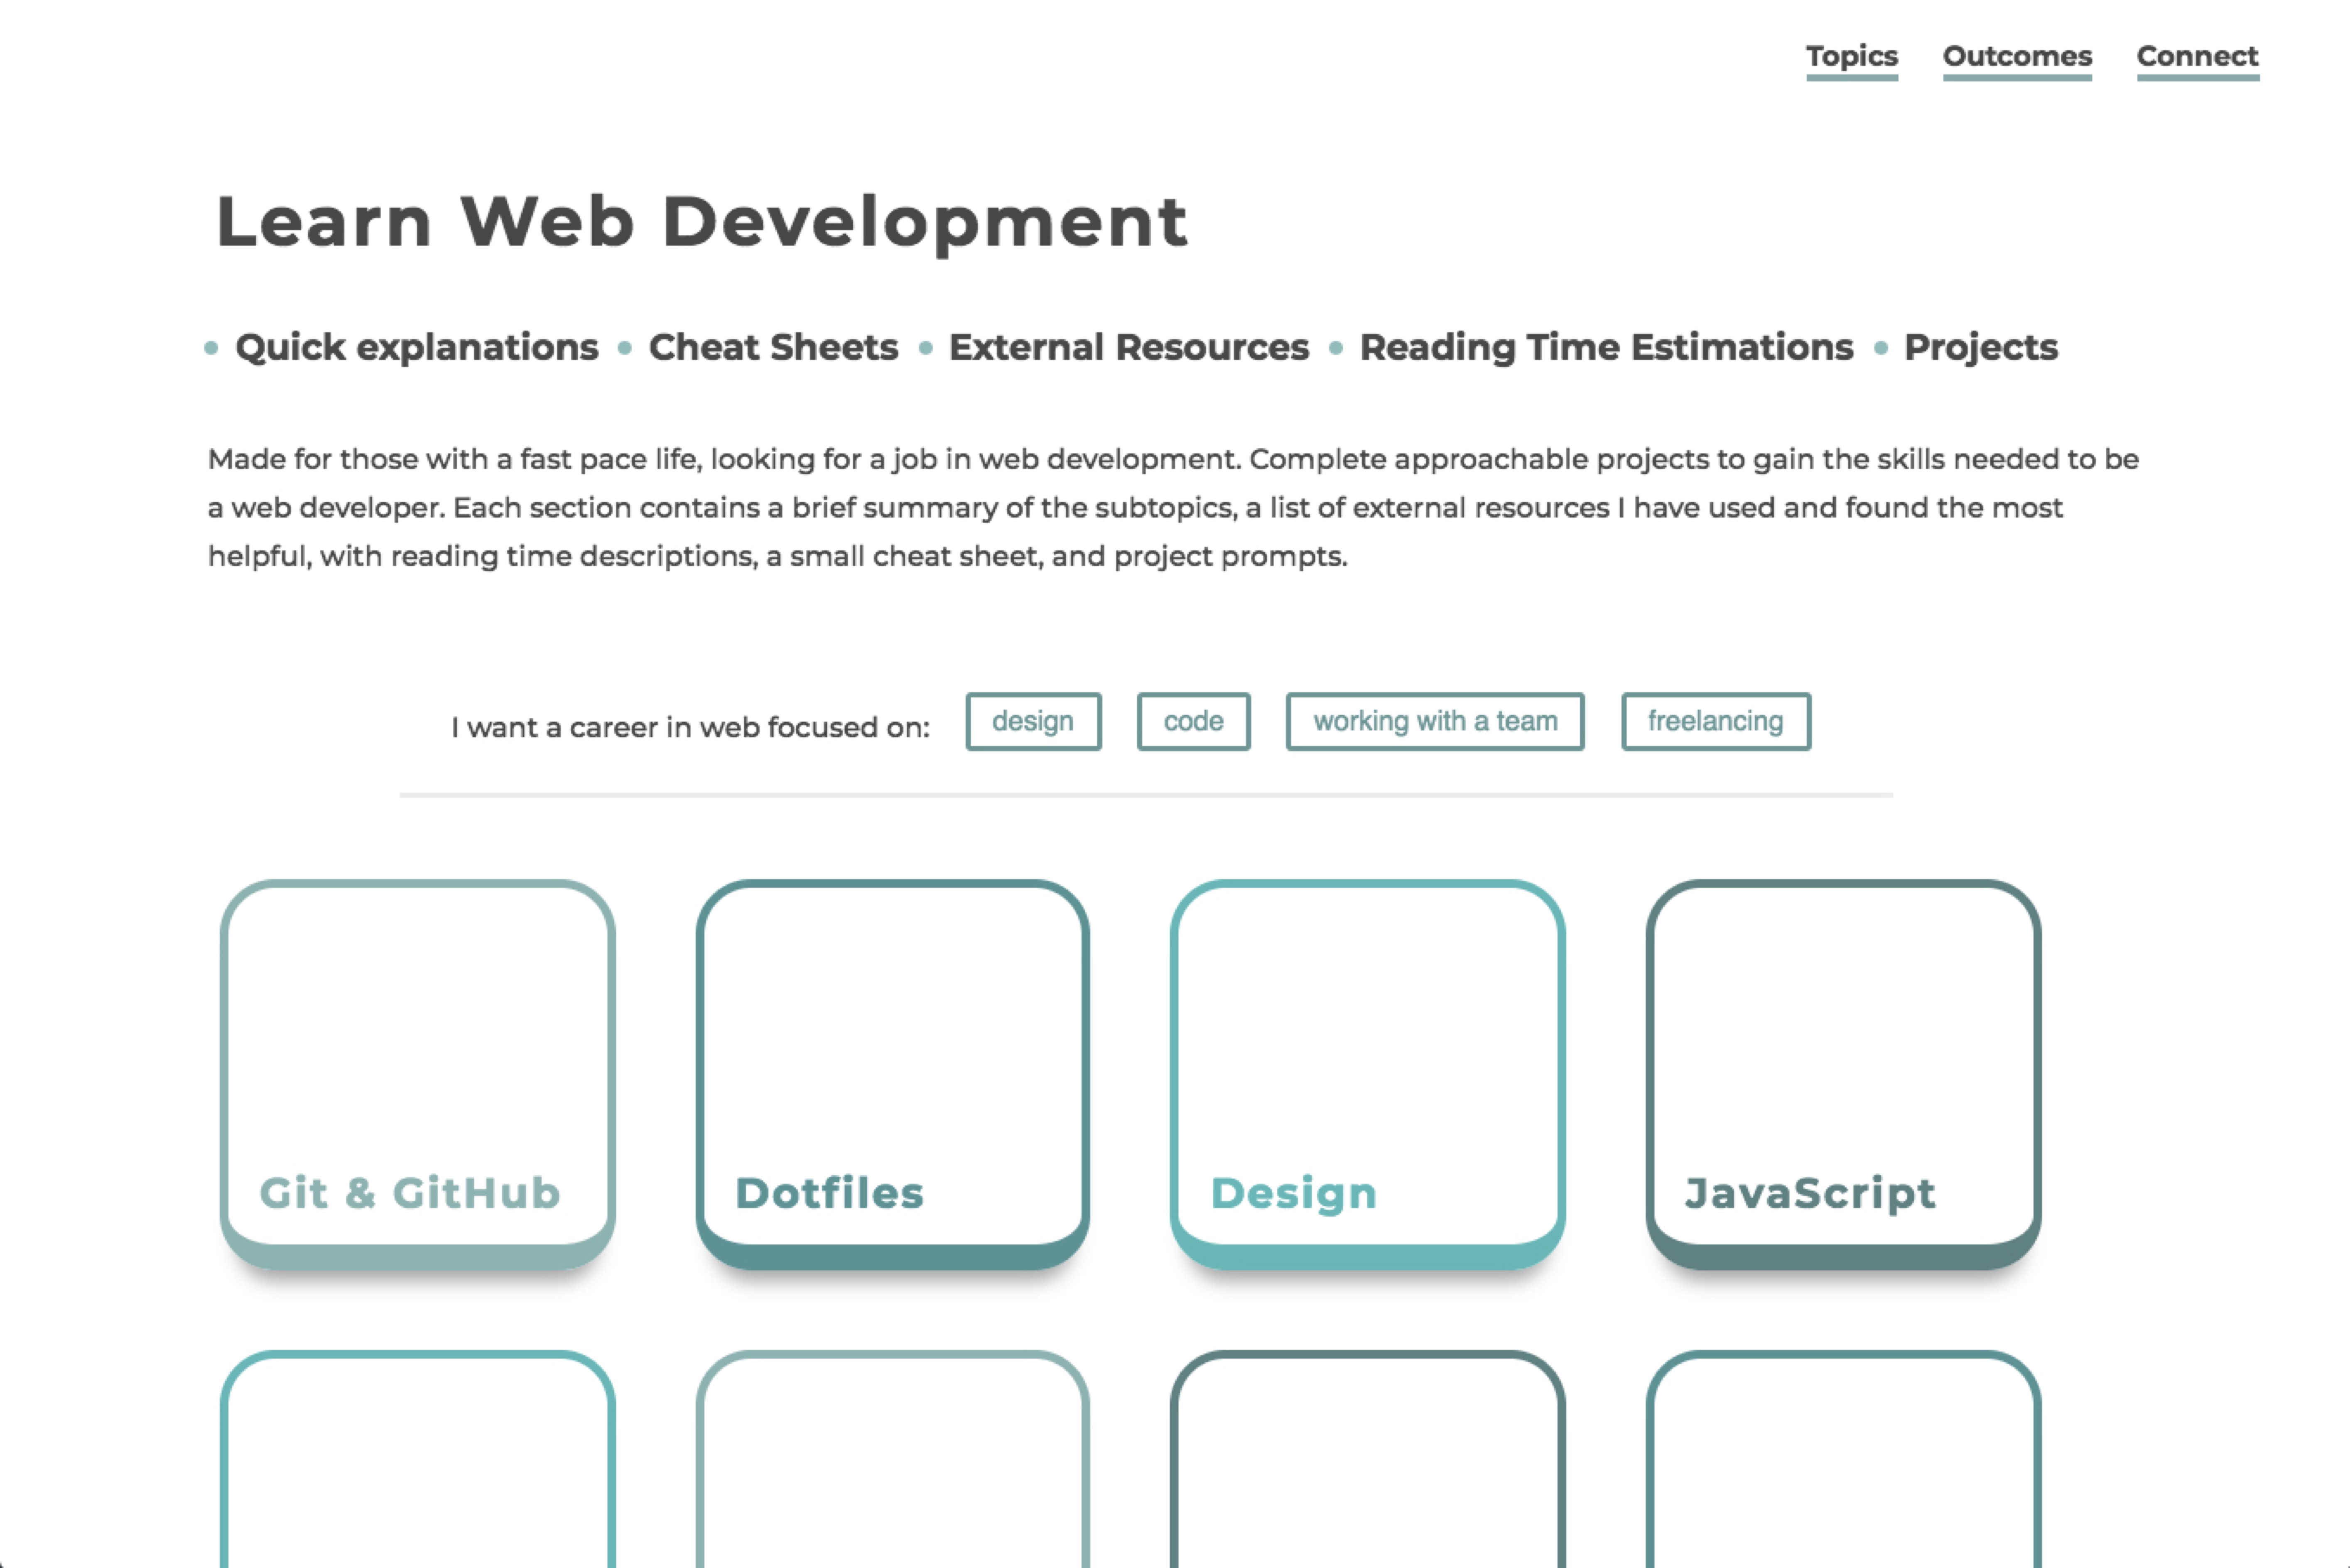 Topics Outcomes Connect
Learn Web Development
• Quick explanations • Cheat Sheets • External Resources • Reading Time Estimations • Projects
Made for those with a fast pace life, looking for a job in web development. Complete approachable projects to gain the skills needed to be
a web developer. Each section contains a brief summary of the subtopics, a list of external resources I have used and found the most
helpful, with reading time descriptions, a small cheat sheet, and project prompts.
I want a career in web focused on: design code working with a team freelancing
Git & GitHub Dotfiles Design JavaScript